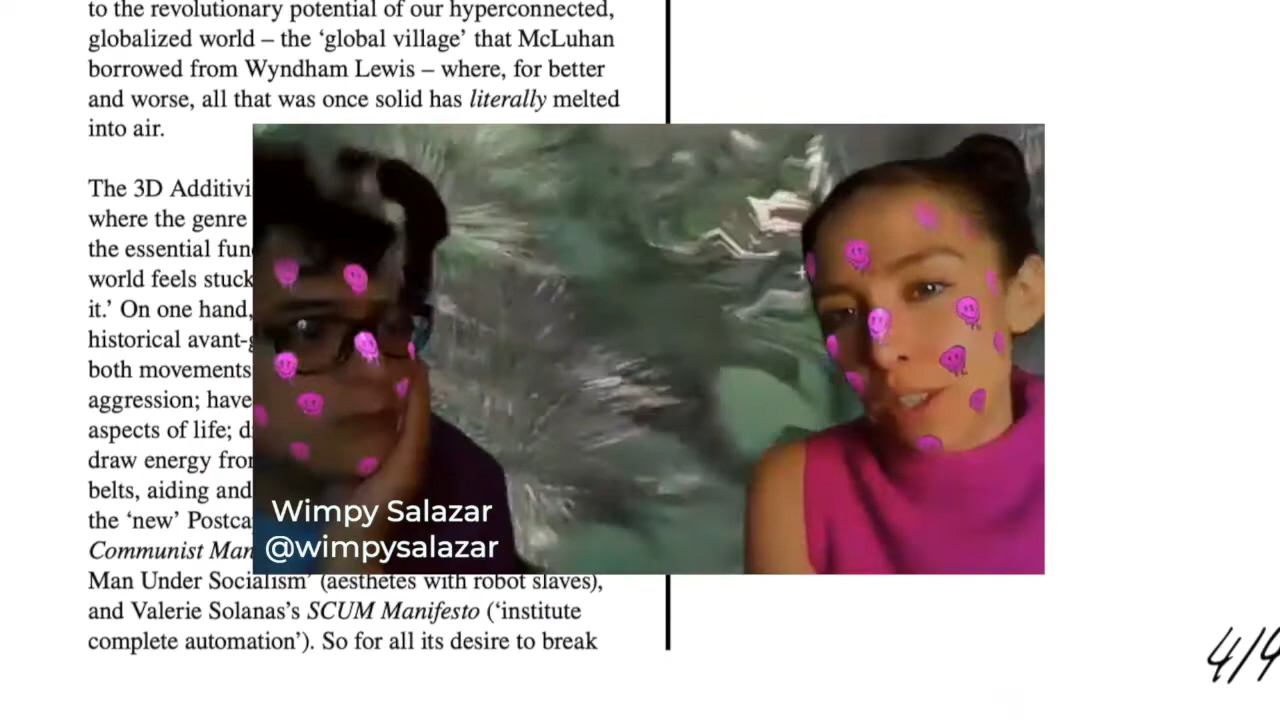 to the revolutionary potential of our hyperconnected,
globalized world – the ‘global village’ that McLuhan
borrowed from Wyndham Lewis – where, for better
and worse, all that was once solid has literally melted
into air.
The 3D Additivi
where the genre
the essential fun
world feels stuck
it.’ On one hand,
historical avant-g
both movements
aggression; have
aspects of life; d
draw energy from
belts, aiding and
the ‘new’ Postca
Communist Man
Man Under Socialism’ (aesthetes with robot slaves),
and Valerie Solanas’s SCUM Manifesto (‘institute
complete automation’). So for all its desire to break
Wimpy Salazar
@wimpysalazar
4/4